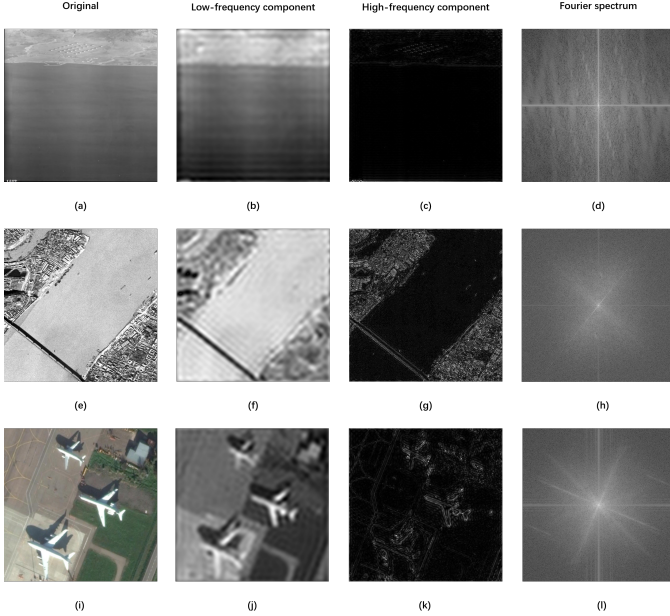 Original Low-frequency component High-frequency component Fourier spectrum
(a) (b) (c) (d)
(e) (f) (g) (h)
(i) (j) (k) (l)